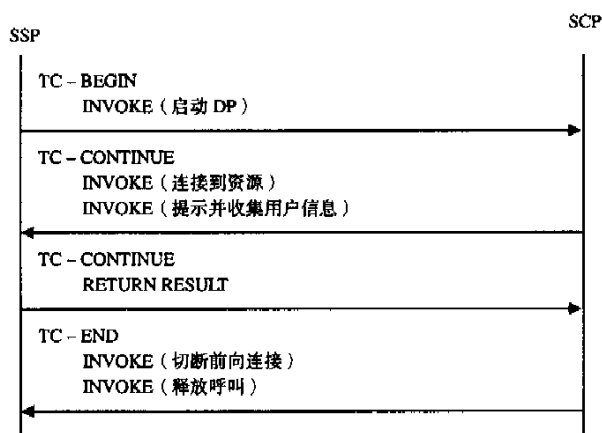 SSP
SCP
TC – BEGIN
INVOKE（启动 DP）
TC – CONTINUE
INVOKE（连接到资源）
INVOKE（提示并收集用户信息）
TC – CONTINUE
RETURN RESULT
TC – END
INVOKE（切断前向连接）
INVOKE（释放呼叫）